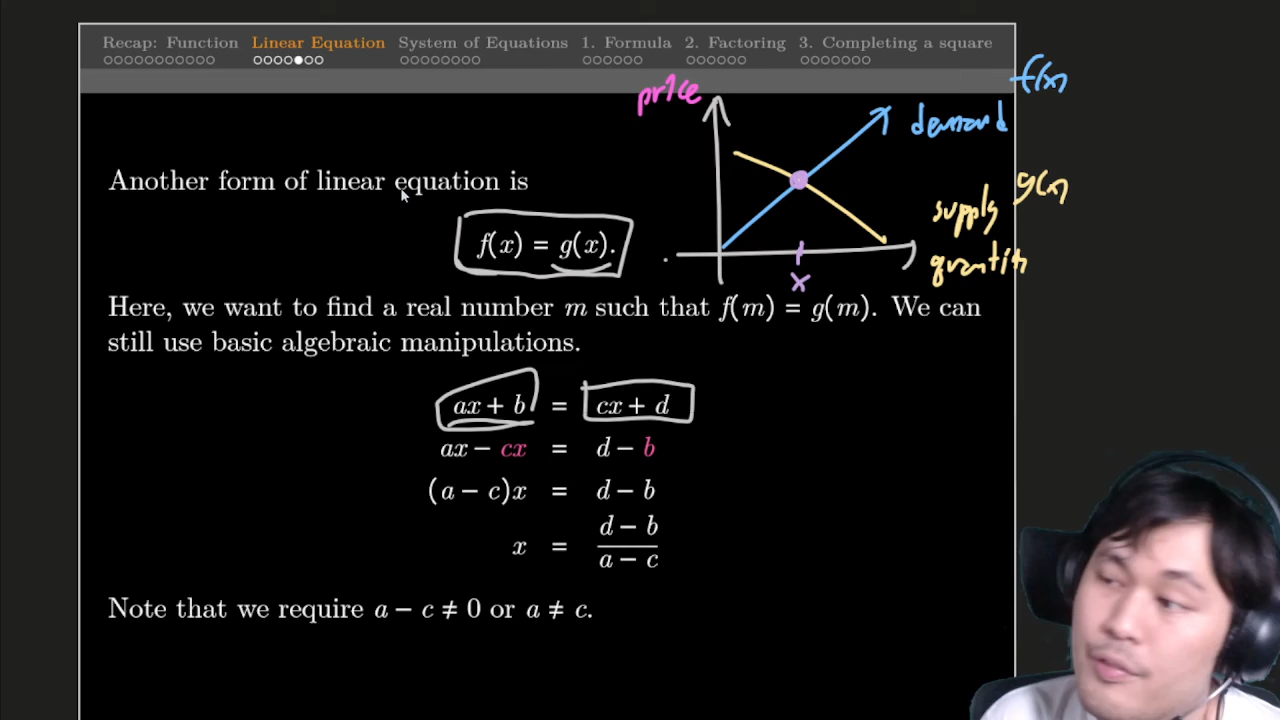 Recap: Function Linear Equation System of Equations 1. Formula 2. Factoring 3. Completing a square
price
f(x)
demand
Another form of linear equation is
g(x)
supply
f(x) = g(x).
quantity
x
Here, we want to find a real number m such that f(m) = g(m). We can
still use basic algebraic manipulations.
ax + b = cx + d
ax − cx = d − b
(a − c)x = d − b
x = d − b
a − c
Note that we require a − c ≠ 0 or a ≠ c.